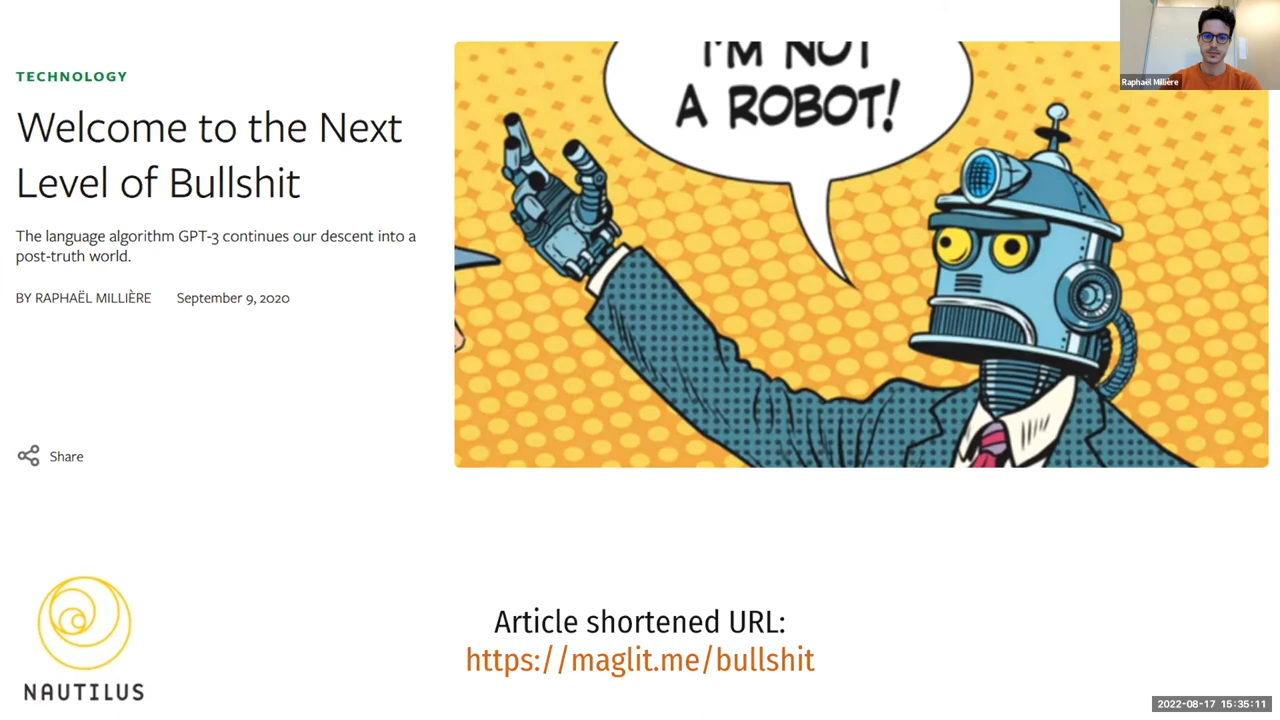 TECHNOLOGY
Welcome to the Next
Level of Bullshit
The language algorithm GPT-3 continues our descent into a
post-truth world.
BY RAPHAËL MILLIÈRE September 9, 2020
Share
I'M NOT
A ROBOT!
Raphaël Millière
NAUTILUS
Article shortened URL:
https://maglit.me/bullshit
2022-08-17 15:35:11